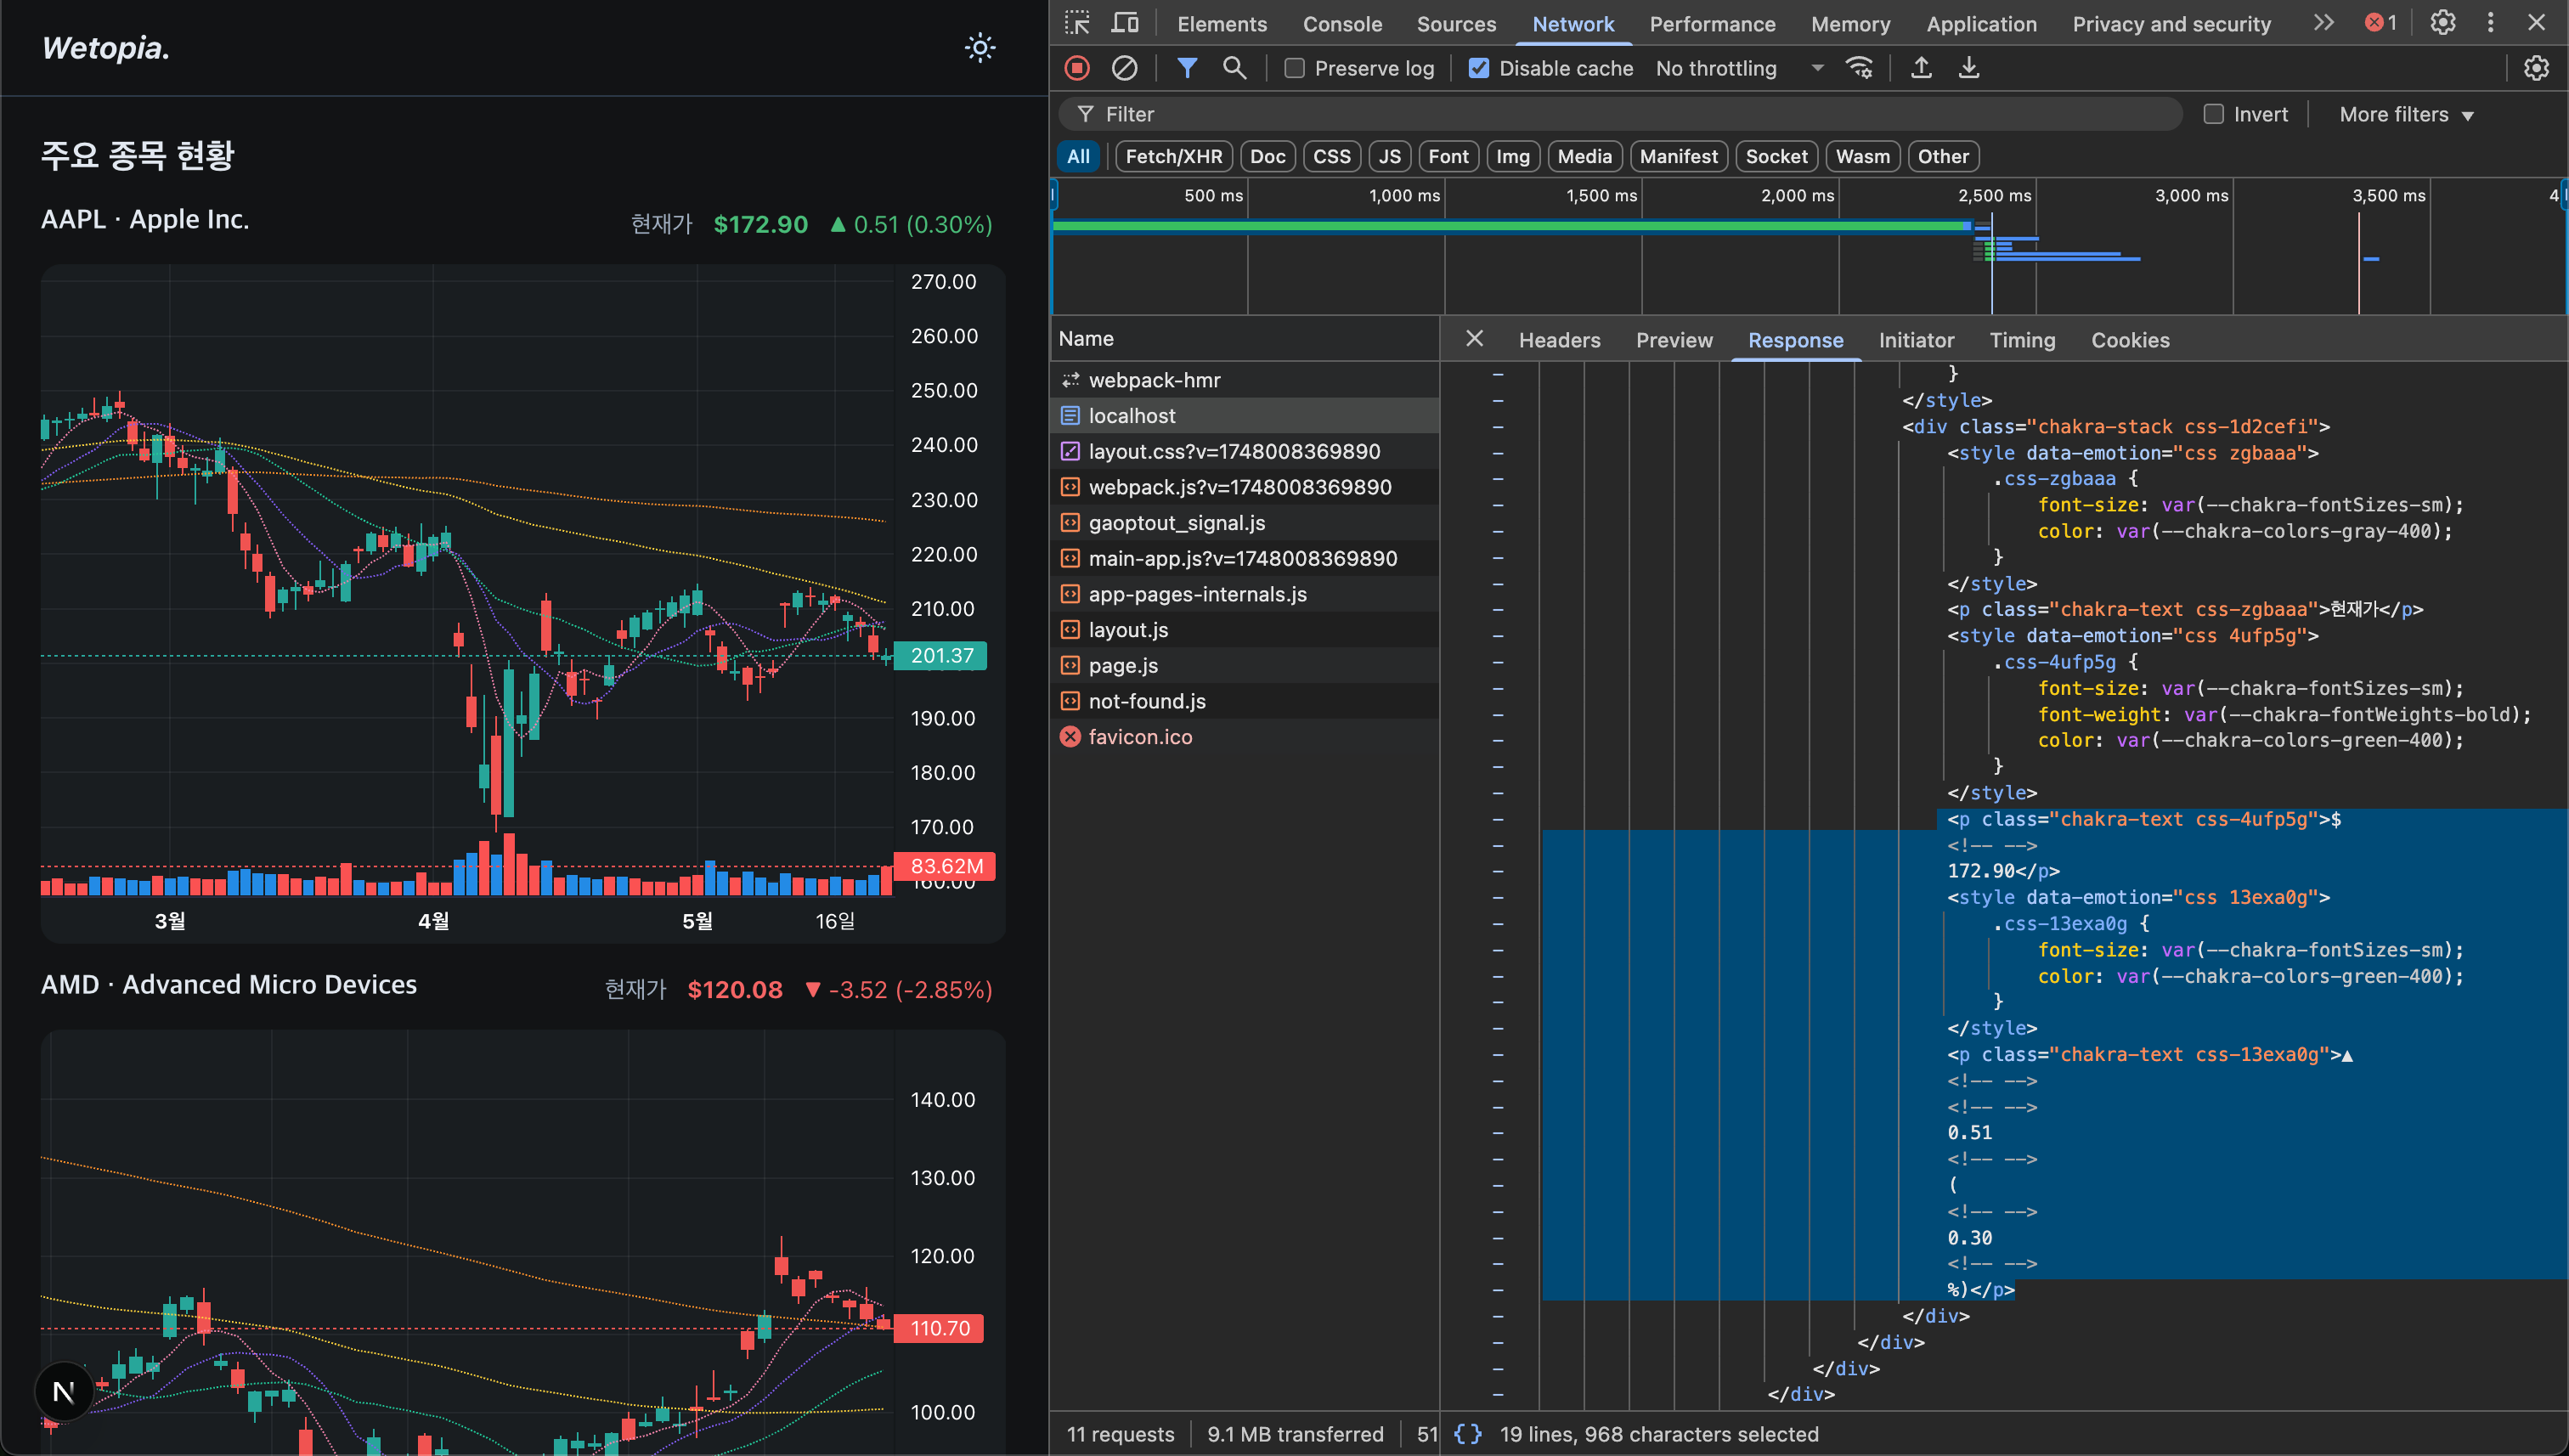 Wetopia.
주요 종목 현황
AAPL · Apple Inc.
현재가 $172.90 ▲ 0.51 (0.30%)
270.00
260.00
250.00
240.00
230.00
220.00
210.00
201.37
190.00
180.00
170.00
83.62M
160.00
3월 4월 5월 16일
AMD · Advanced Micro Devices
현재가 $120.08 ▼ -3.52 (-2.85%)
140.00
130.00
120.00
110.70
100.00
N
Elements Console Sources Network Performance Memory Application Privacy and security 1
Preserve log Disable cache No throttling
Filter Invert More filters
All Fetch/XHR Doc CSS JS Font Img Media Manifest Socket Wasm Other
500 ms 1,000 ms 1,500 ms 2,000 ms 2,500 ms 3,000 ms 3,500 ms 4
Name
webpack-hmr
localhost
layout.css?v=1748008369890
webpack.js?v=1748008369890
gaoptout_signal.js
main-app.js?v=1748008369890
app-pages-internals.js
layout.js
page.js
not-found.js
favicon.ico
Headers Preview Response Initiator Timing Cookies
}
</style>
<div class="chakra-stack css-1d2cefi">
<style data-emotion="css zgbaaa">
.css-zgbaaa {
font-size: var(--chakra-fontSizes-sm);
color: var(--chakra-colors-gray-400);
}
</style>
<p class="chakra-text css-zgbaaa">현재가</p>
<style data-emotion="css 4ufp5g">
.css-4ufp5g {
font-size: var(--chakra-fontSizes-sm);
font-weight: var(--chakra-fontWeights-bold);
color: var(--chakra-colors-green-400);
}
</style>
<p class="chakra-text css-4ufp5g">$
<!-- -->
172.90</p>
<style data-emotion="css 13exa0g">
.css-13exa0g {
font-size: var(--chakra-fontSizes-sm);
color: var(--chakra-colors-green-400);
}
</style>
<p class="chakra-text css-13exa0g">▲
<!-- -->
<!-- -->
0.51
<!-- -->
(
<!-- -->
0.30
<!-- -->
%)</p>
</div>
</div>
</div>
</div>
11 requests 9.1 MB transferred 51
{ } 19 lines, 968 characters selected